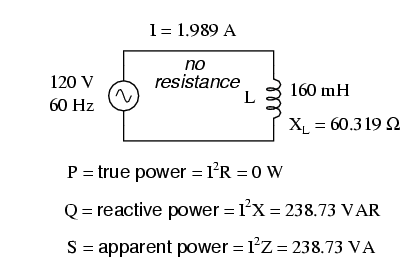 I = 1.989 A
no
resistance
120 V
60 Hz
L
160 mH
X_L = 60.319 Ω
P = true power = I²R = 0 W
Q = reactive power = I²X = 238.73 VAR
S = apparent power = I²Z = 238.73 VA